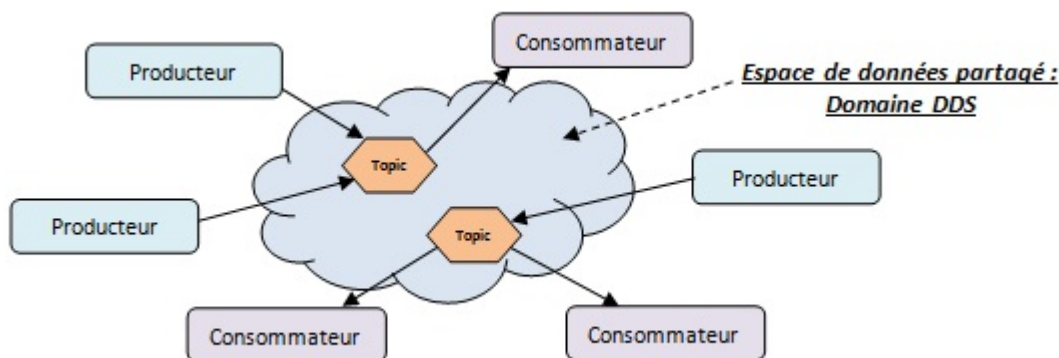 Consommateur
Producteur
Espace de données partagé :
Domaine DDS
Topic
Producteur
Producteur
Topic
Consommateur
Consommateur